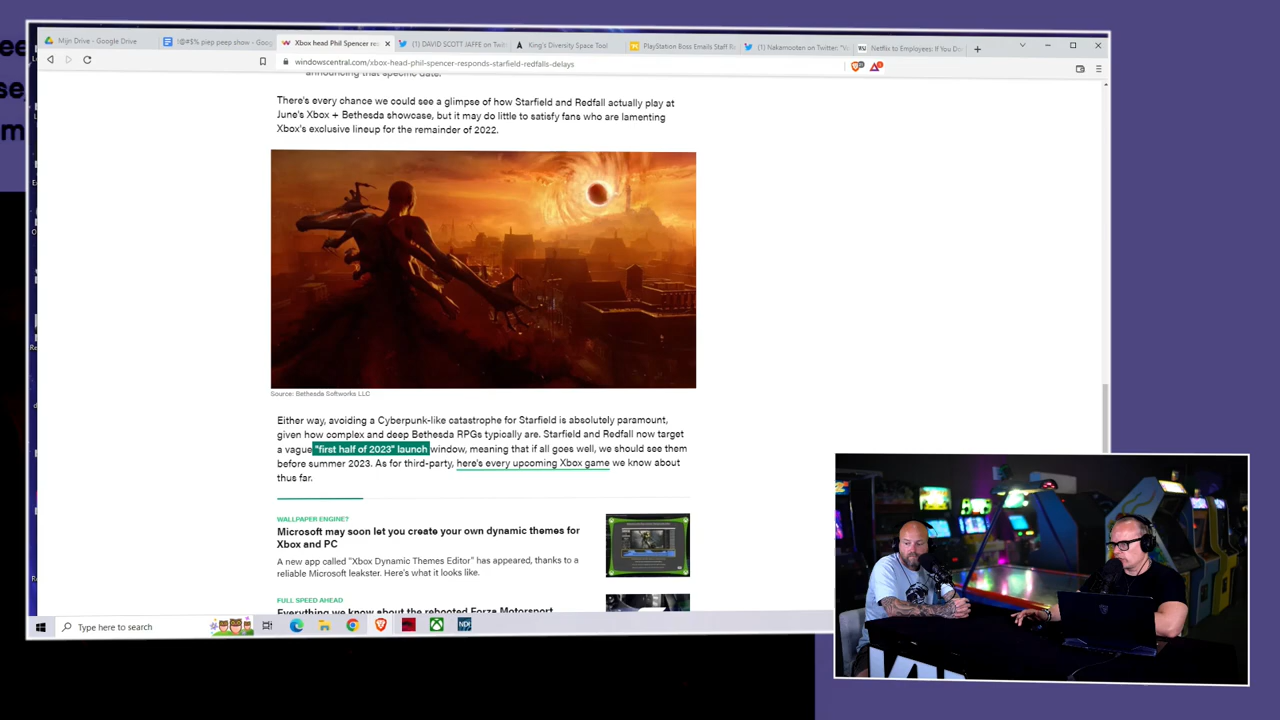 Mijn Drive - Google Drive
!@#$% piep peep show - Goog
Xbox head Phil Spencer res
(1) DAVID SCOTT JAFFE on Twit
King's Diversity Space Tool
PlayStation Boss Emails Staff R
(1) Nakamooten on Twitter: "V
Netflix to Employees: If You Do
windowscentral.com/xbox-head-phil-spencer-responds-starfield-redfalls-delays
announcing that specific date.
There's every chance we could see a glimpse of how Starfield and Redfall actually play at
June's Xbox + Bethesda showcase, but it may do little to satisfy fans who are lamenting
Xbox's exclusive lineup for the remainder of 2022.
Source: Bethesda Softworks LLC
Either way, avoiding a Cyberpunk-like catastrophe for Starfield is absolutely paramount,
given how complex and deep Bethesda RPGs typically are. Starfield and Redfall now target
a vague "first half of 2023" launch window, meaning that if all goes well, we should see them
before summer 2023. As for third-party, here's every upcoming Xbox game we know about
thus far.
WALLPAPER ENGINE?
Microsoft may soon let you create your own dynamic themes for
Xbox and PC
A new app called "Xbox Dynamic Themes Editor" has appeared, thanks to a
reliable Microsoft leakster. Here's what it looks like.
FULL SPEED AHEAD
Everything we know about the rebooted Forza Motorsport
Type here to search